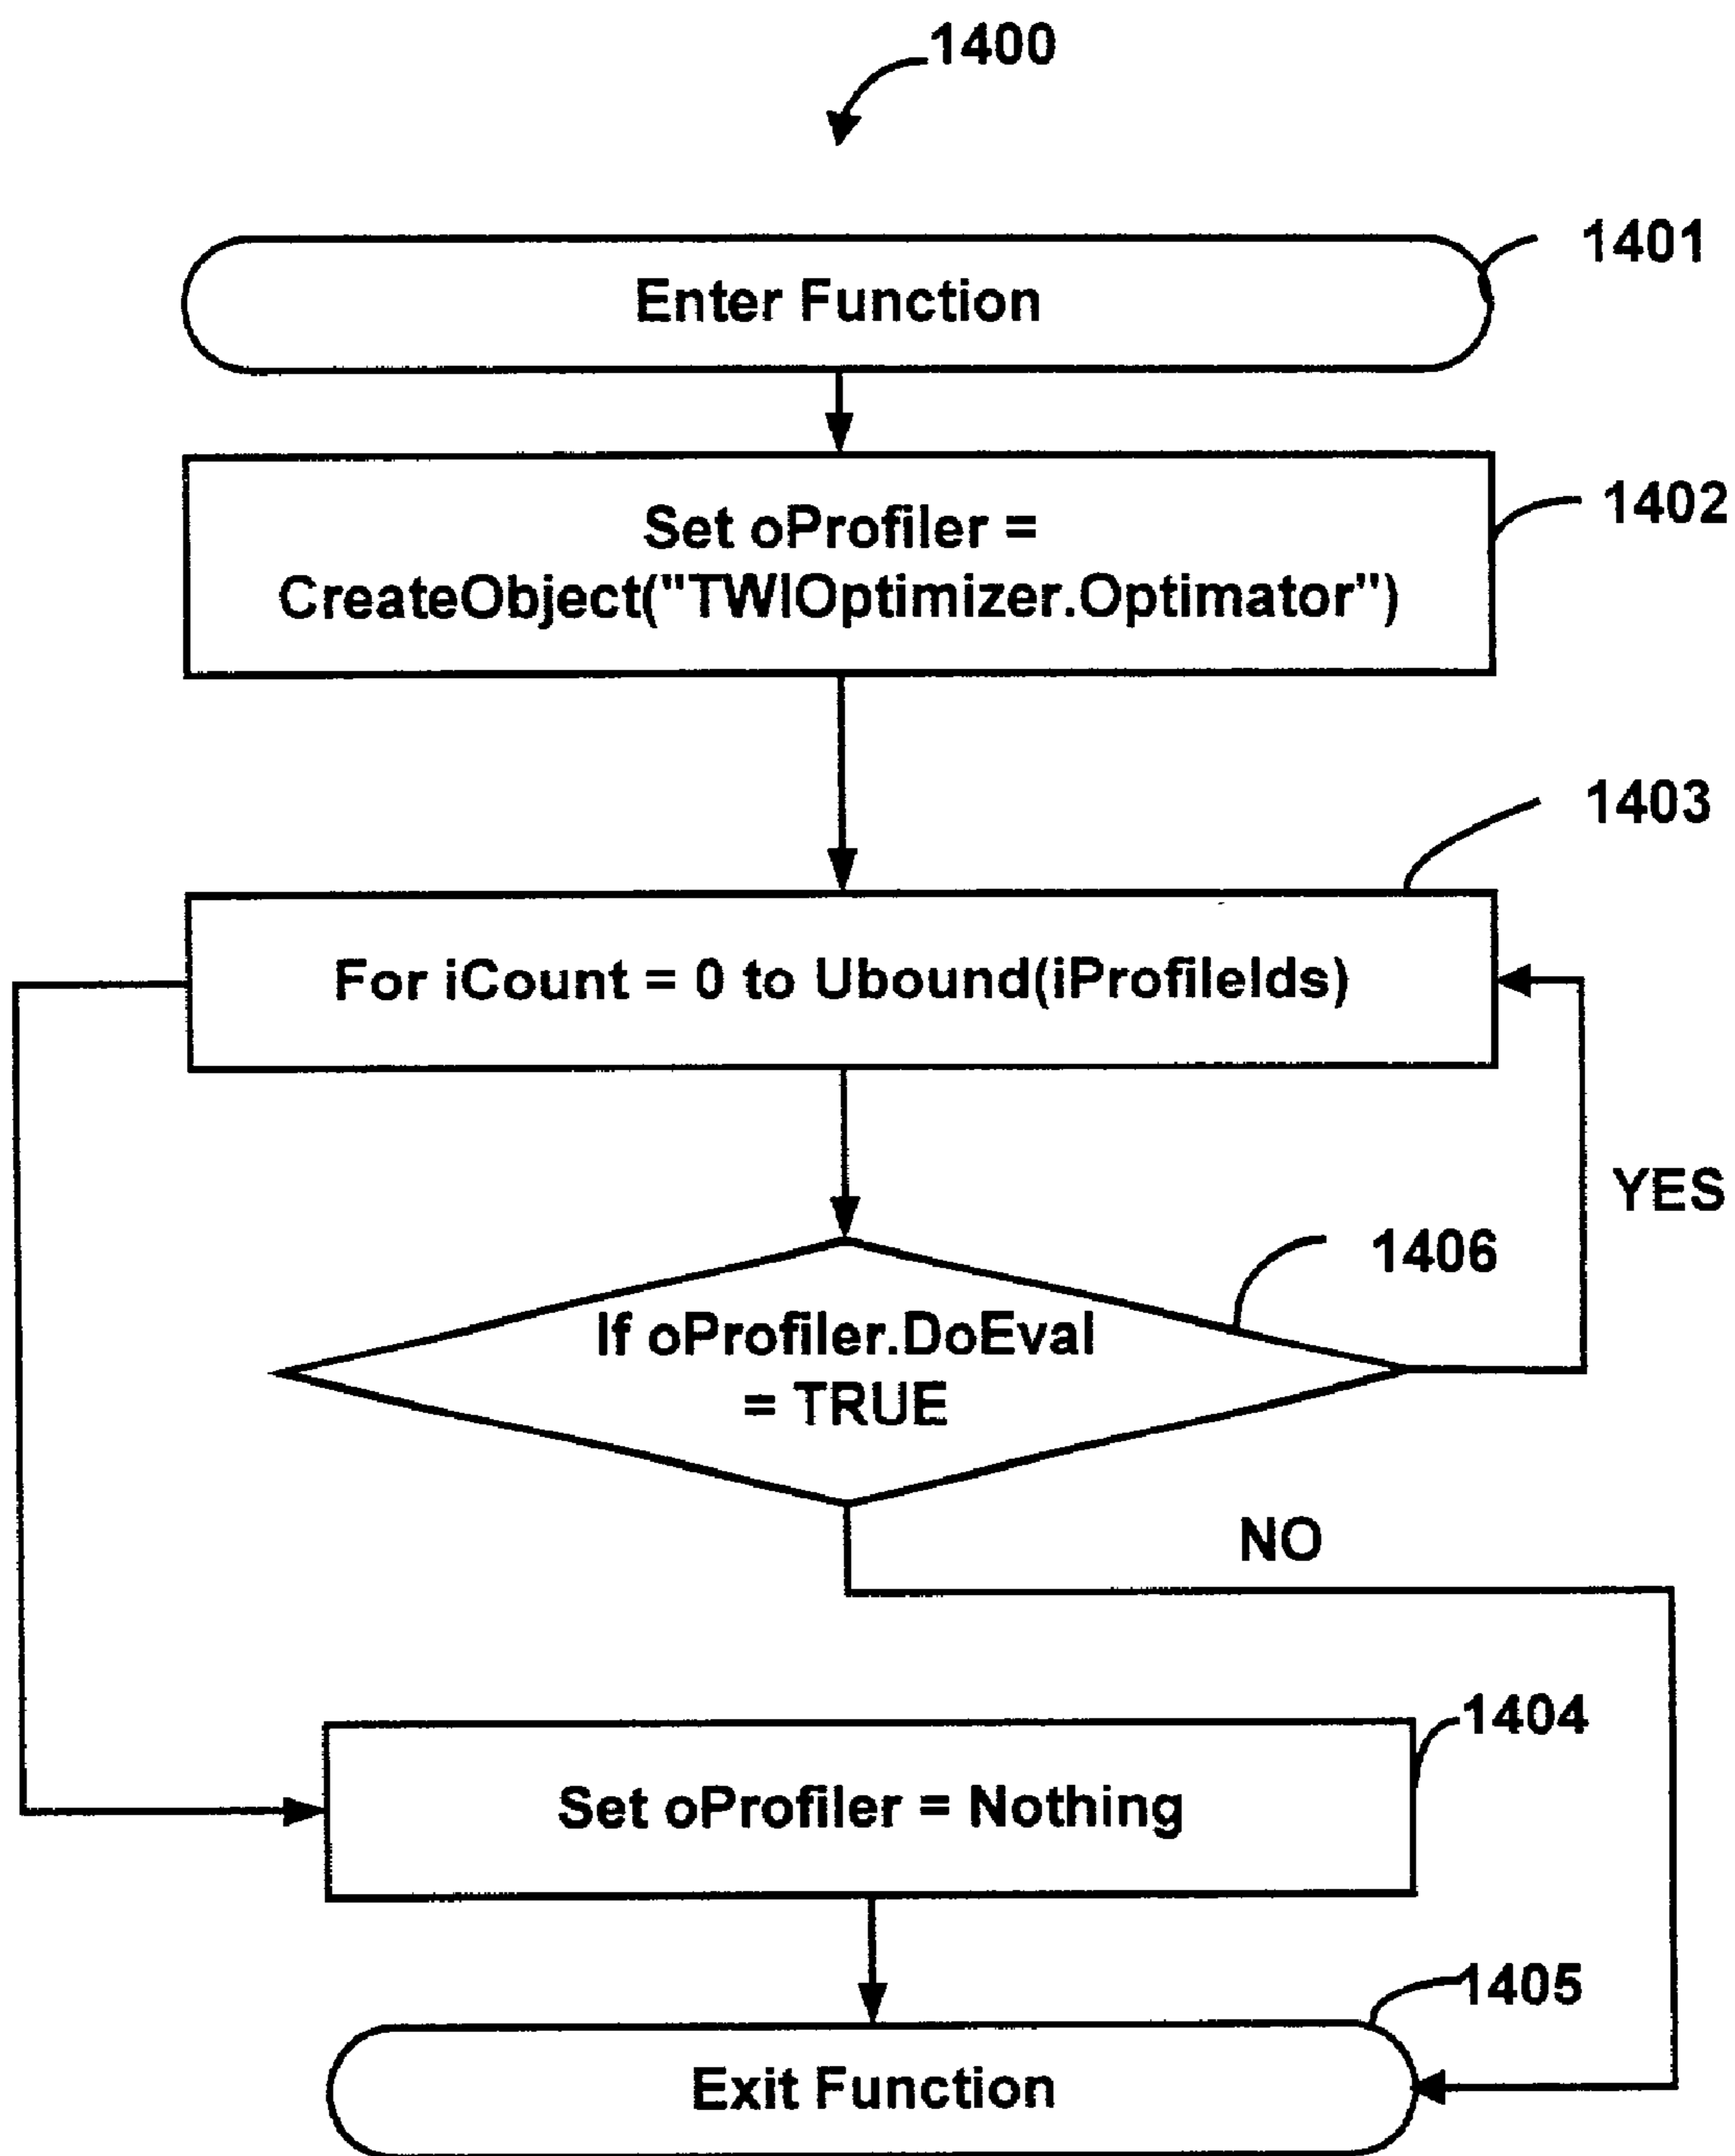 1400
1401
Enter Function
1402
Set oProfiler =
CreateObject("TWIOptimizer.Optimator")
1403
For iCount = 0 to Ubound(iProfileIds)
YES
1406
If oProfiler.DoEval
= TRUE
NO
1404
Set oProfiler = Nothing
1405
Exit Function